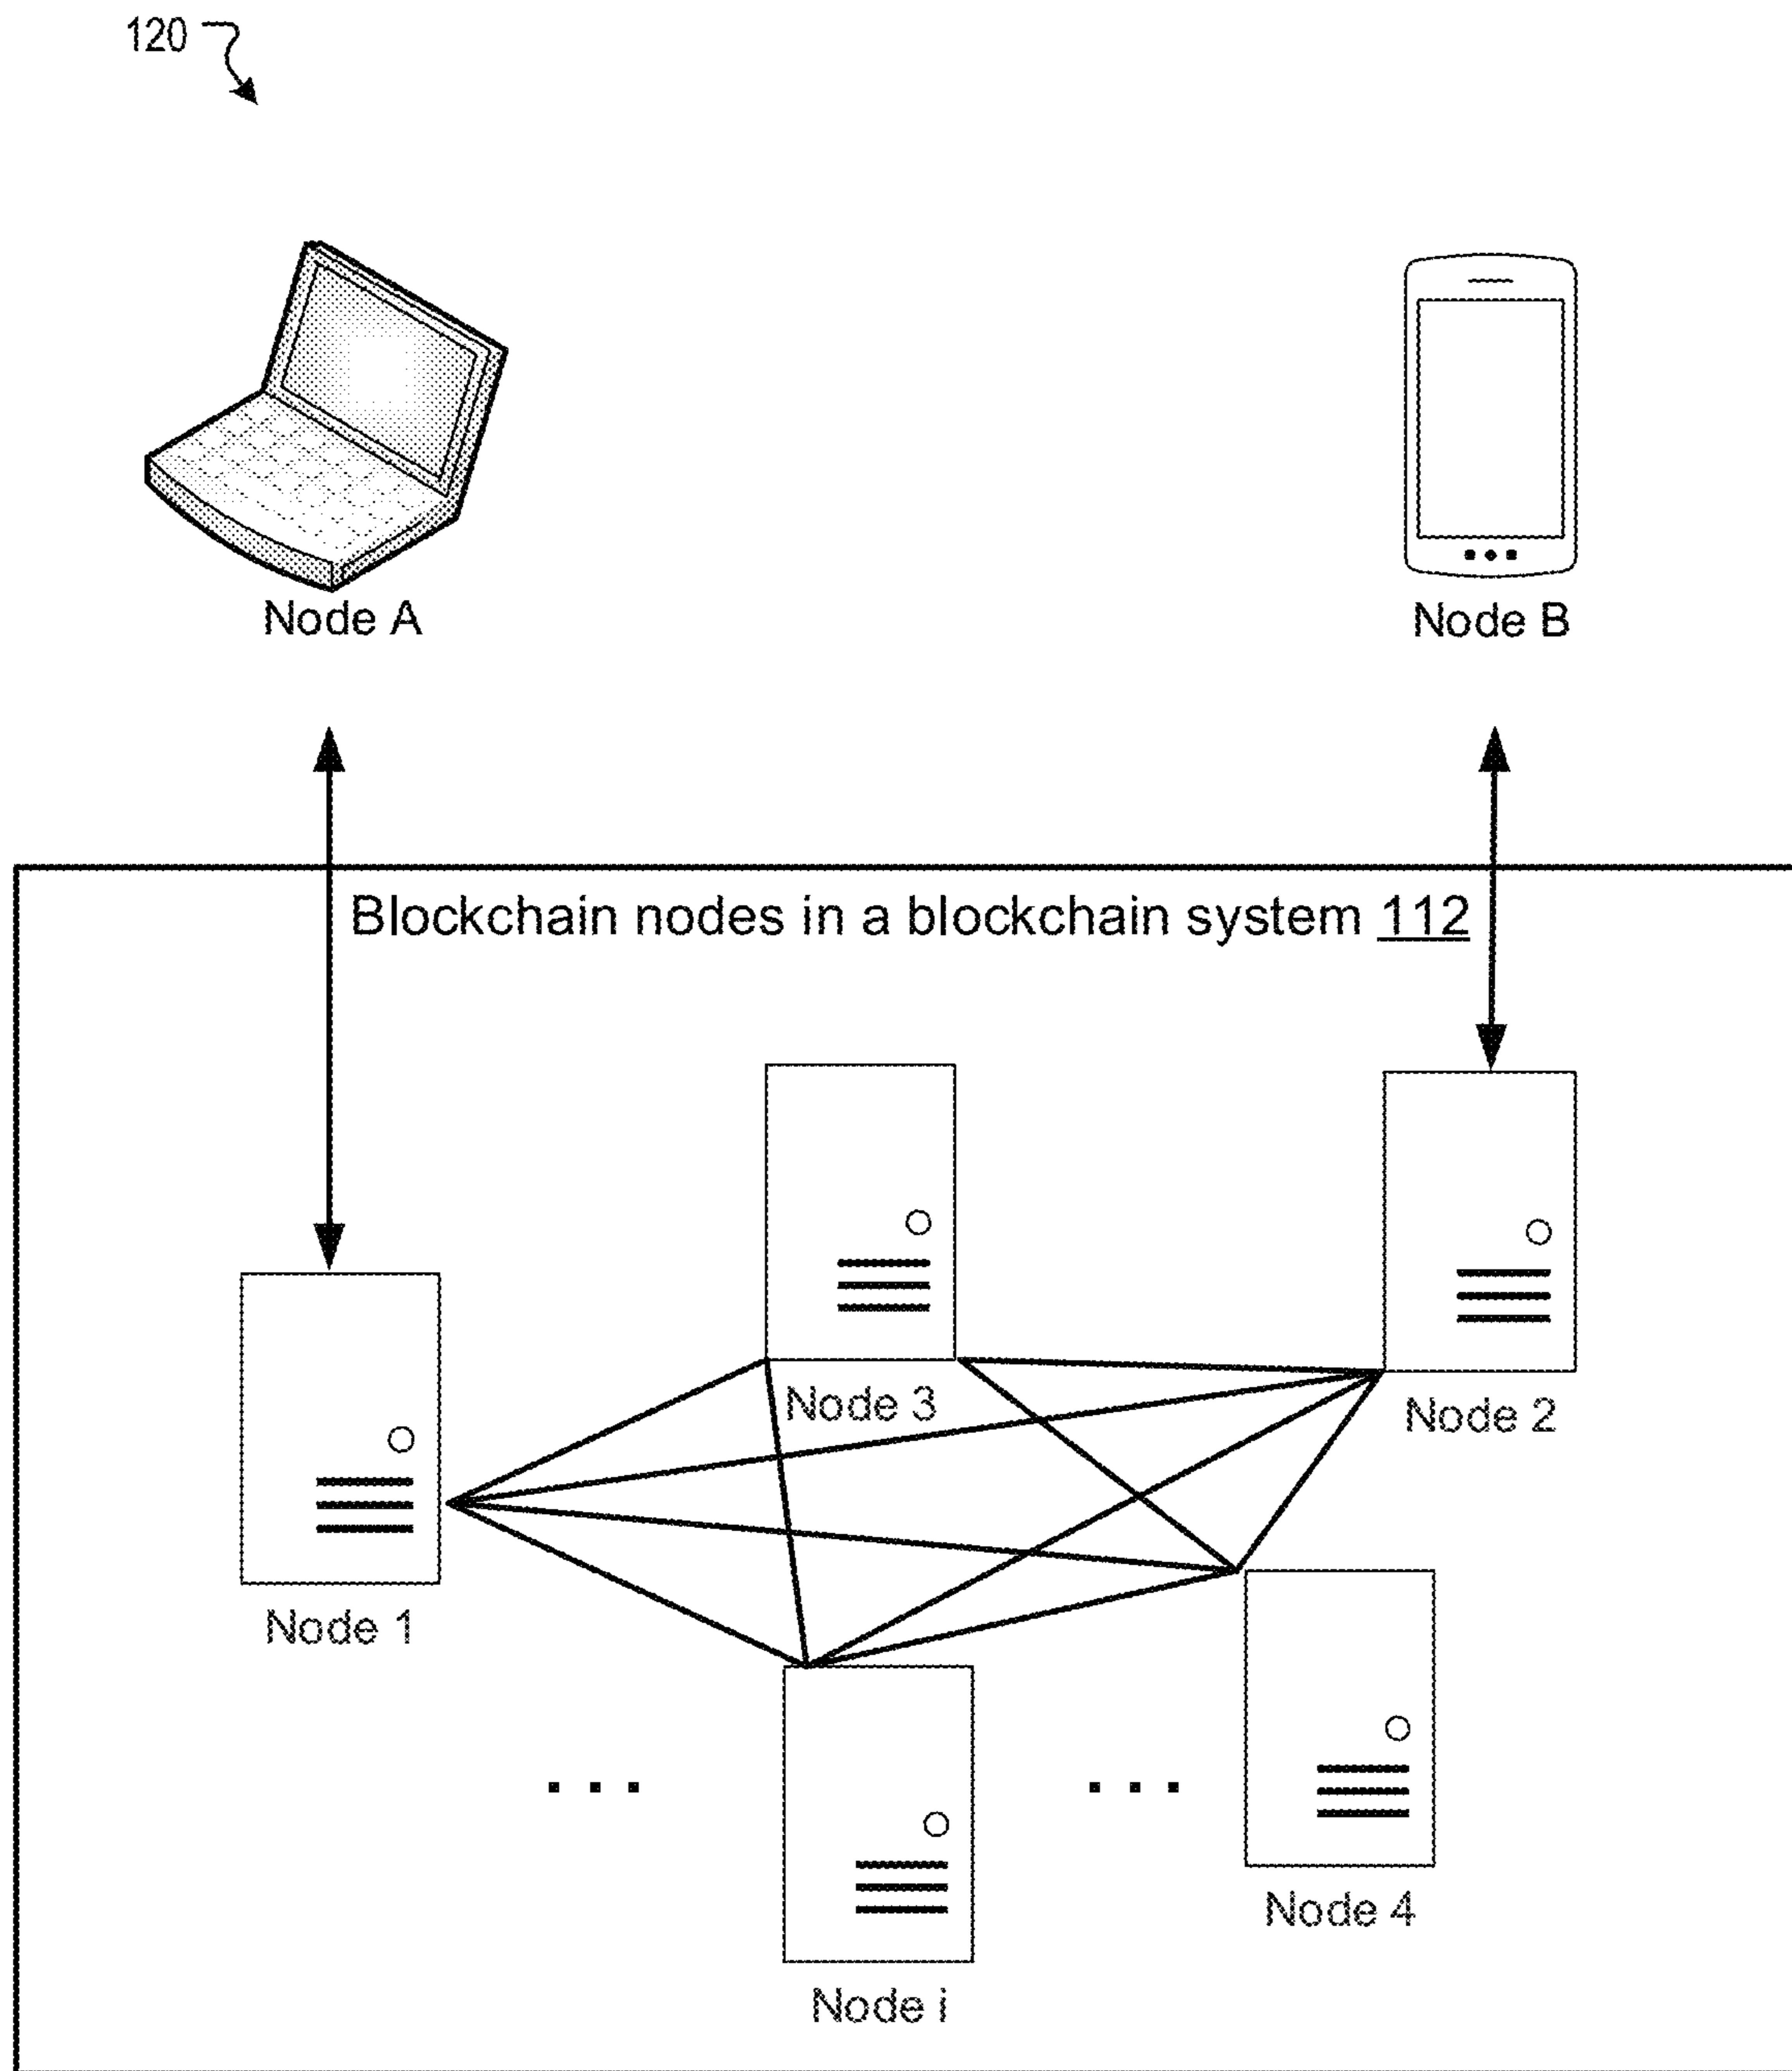 120
Node A
Node B
Blockchain nodes in a blockchain system 112
Node 3
Node 2
Node 1
Node 4
Node i